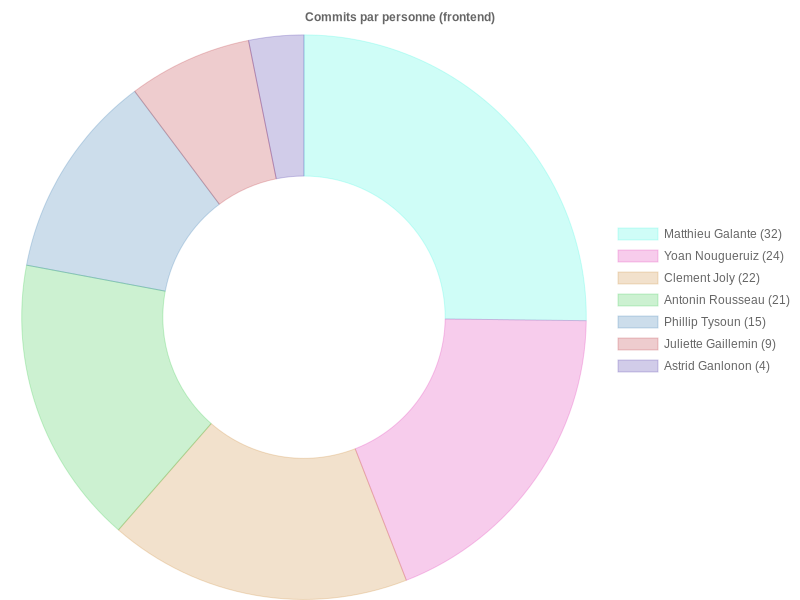 Commits par personne (frontend)
Matthieu Galante (32)
Yoan Nougueruiz (24)
Clement Joly (22)
Antonin Rousseau (21)
Phillip Tysoun (15)
Juliette Gaillemin (9)
Astrid Ganlonon (4)